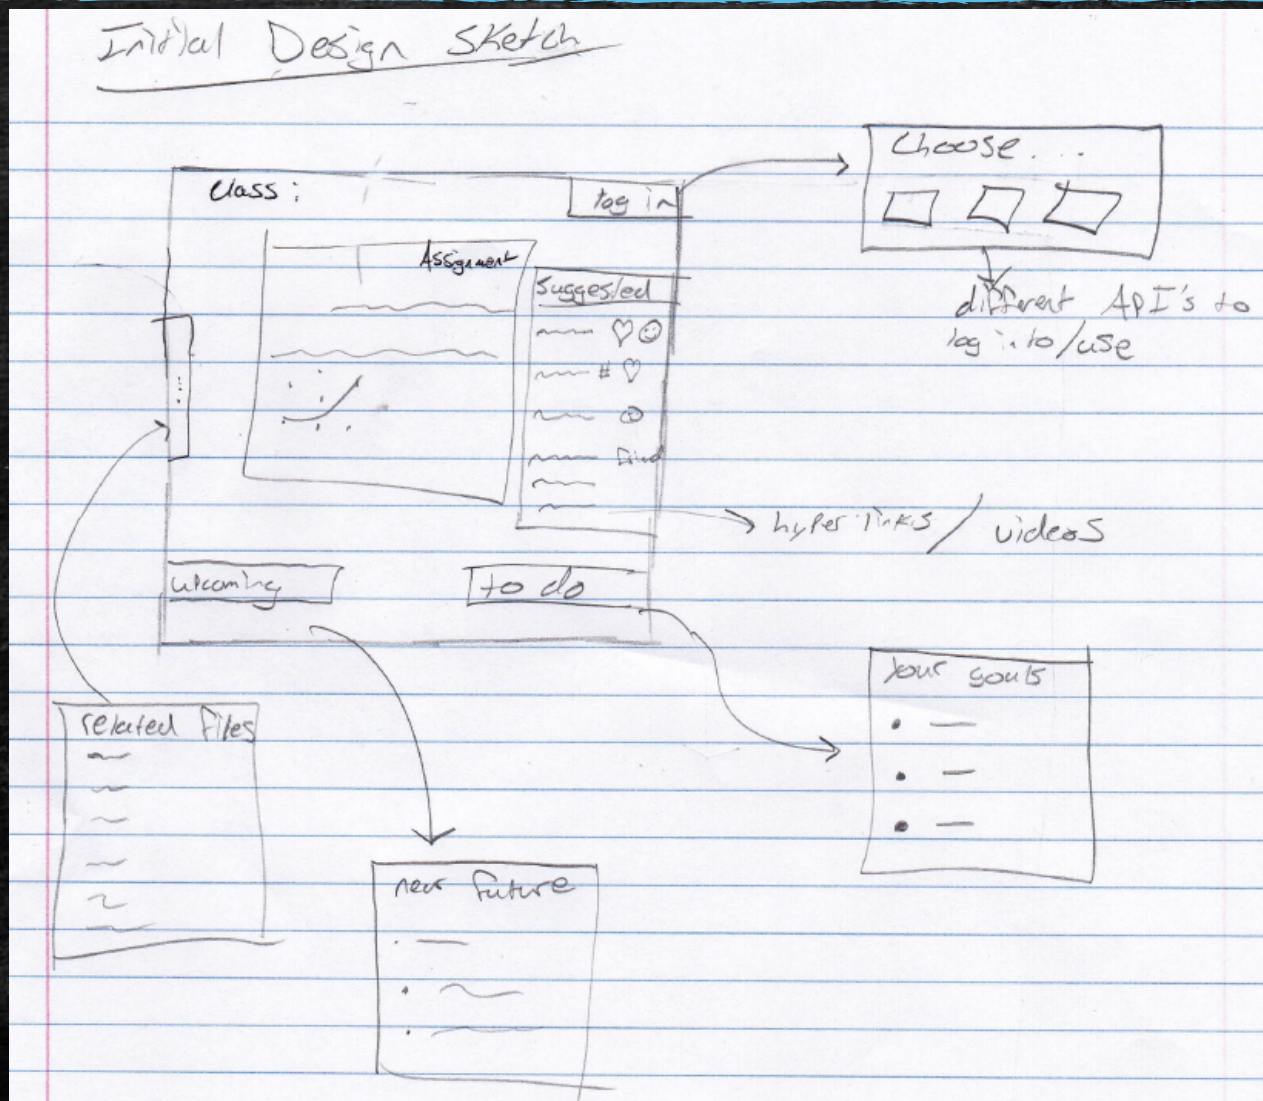 Initial Design Sketch
Class:
log in
Choose....
different API's to
log into/use
Assignment
Suggested
#
hyper links / videos
upcoming
to do
your goals
related files
near future